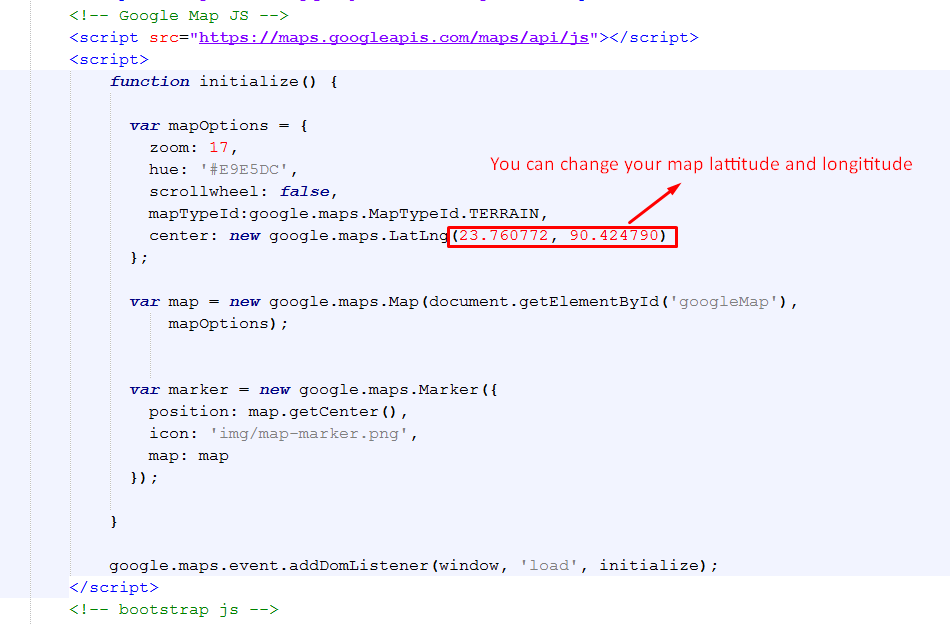 <!-- Google Map JS -->
<script src="https://maps.googleapis.com/maps/api/js"></script>
<script>
function initialize() {
var mapOptions = {
zoom: 17,
hue: '#E9E5DC',
You can change your map lattitude and longititude
scrollwheel: false,
mapTypeId:google.maps.MapTypeId.TERRAIN,
center: new google.maps.LatLng(23.760772, 90.424790)
};
var map = new google.maps.Map(document.getElementById('googleMap'),
mapOptions);
var marker = new google.maps.Marker({
position: map.getCenter(),
icon: 'img/map-marker.png',
map: map
});
}
google.maps.event.addDomListener(window, 'load', initialize);
</script>
<!-- bootstrap js -->